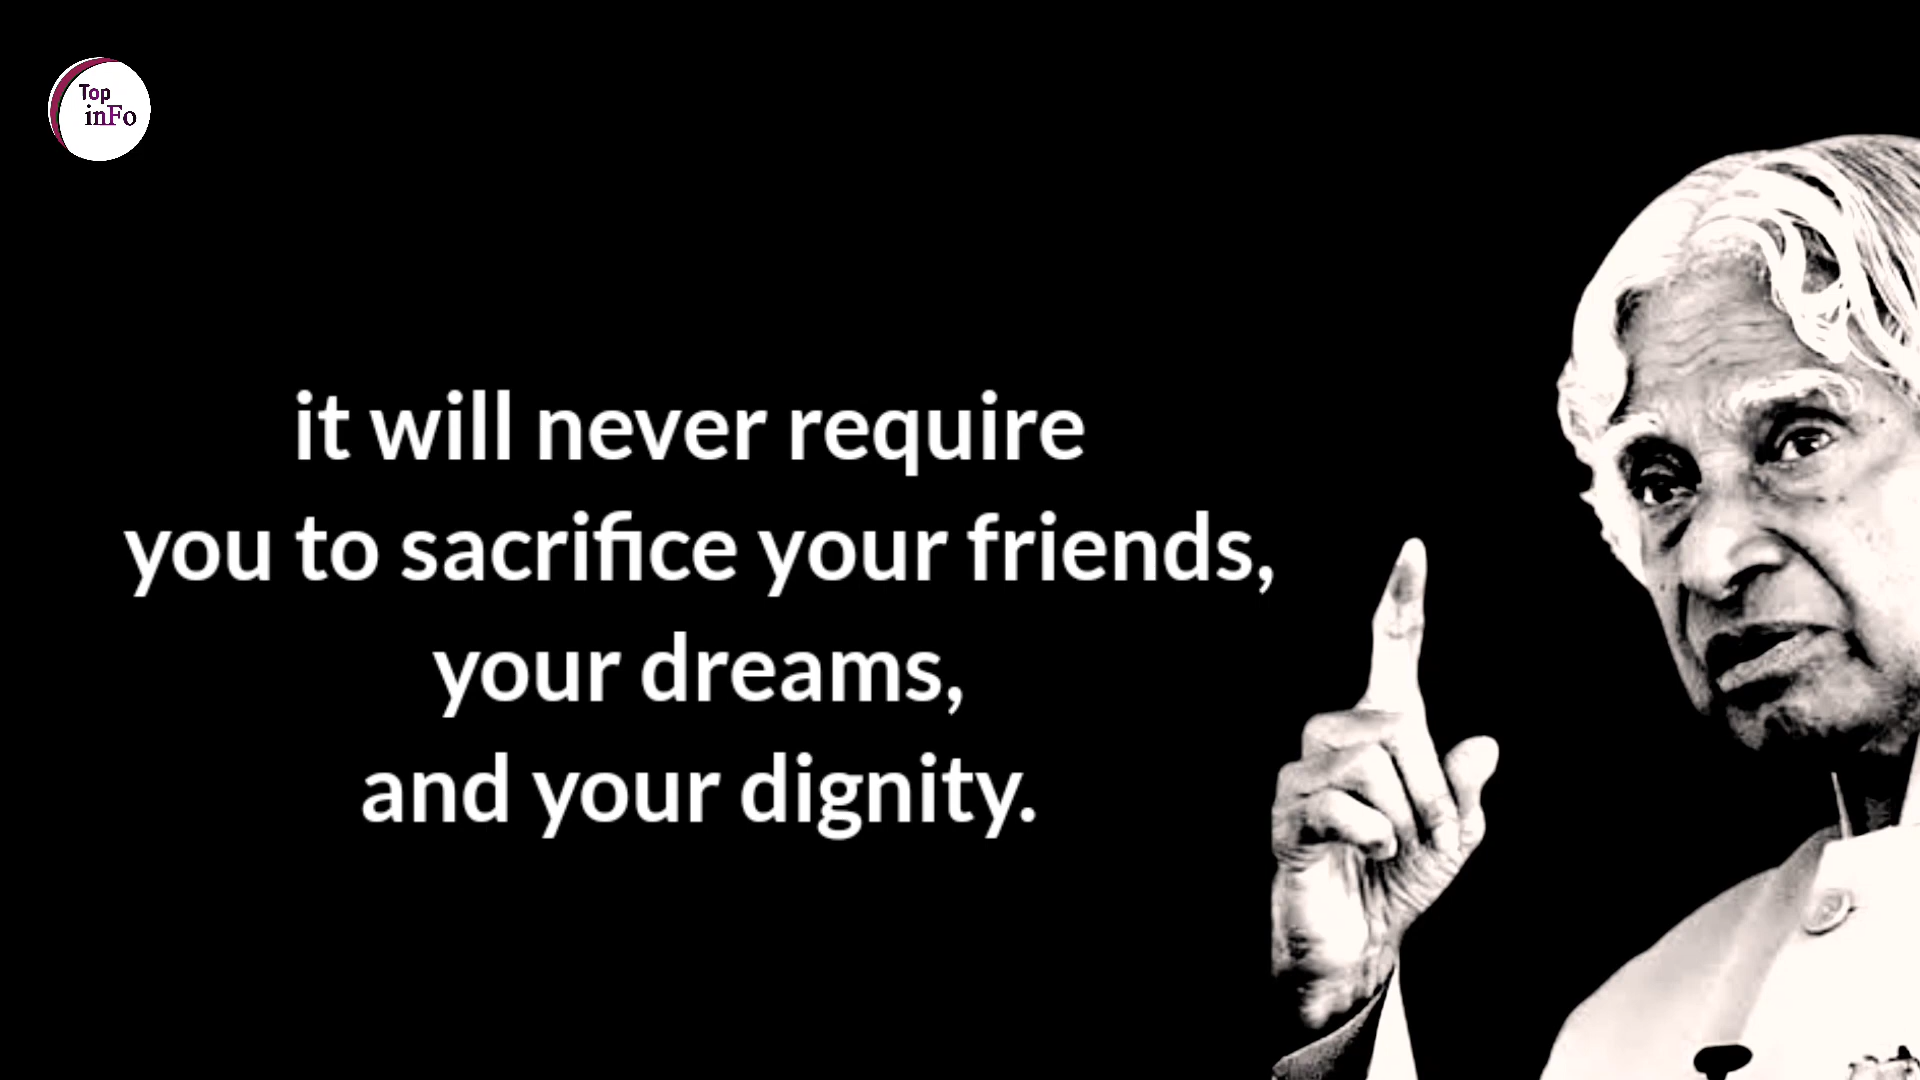 Top
inFo
it will never require
you to sacrifice your friends,
your dreams,
and your dignity.